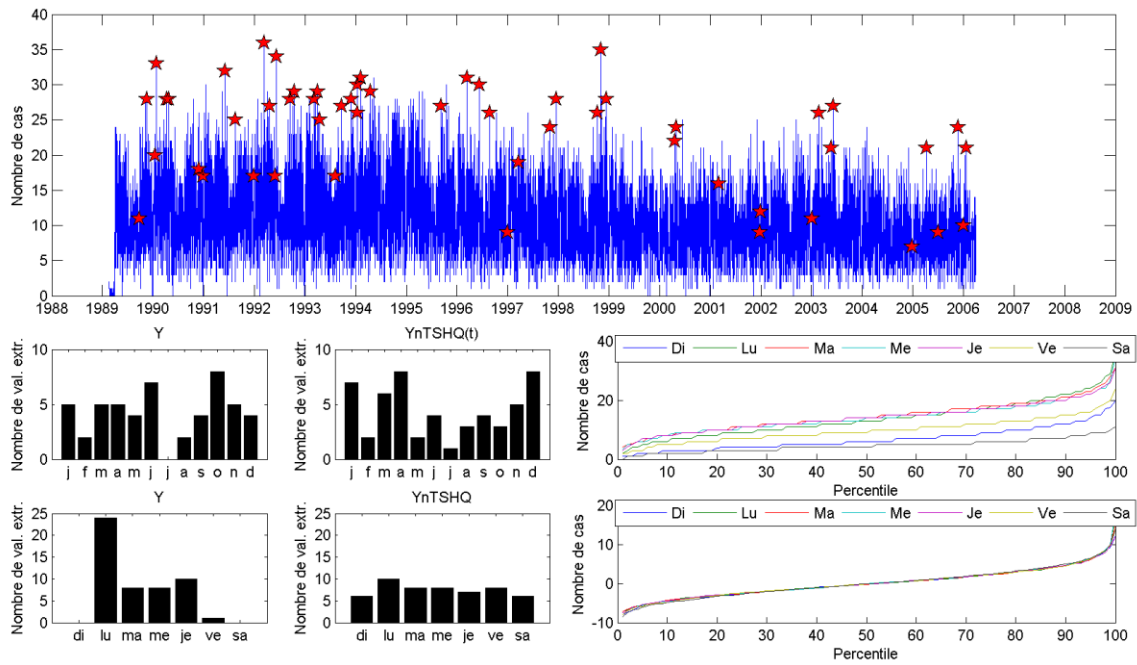 40
35
30
25
20
15
10
5
0
Nombre de cas
1988 1989 1990 1991 1992 1993 1994 1995 1996 1997 1998 1999 2000 2001 2002 2003 2004 2005 2006 2007 2008 2009
Y
10
5
0
Nombre de val. extr.
j f m a m j j a s o n d
YnTSHQ(t)
10
5
0
Nombre de val. extr.
j f m a m j j a s o n d
40
20
0
Nombre de cas
Di Lu Ma Me Je Ve Sa
0 10 20 30 40 50 60 70 80 90 100
Percentile
Y
25
20
15
10
5
0
Nombre de val. extr.
di lu ma me je ve sa
YnTSHQ
25
20
15
10
5
0
Nombre de val. extr.
di lu ma me je ve sa
20
10
0
-10
Nombre de cas
Di Lu Ma Me Je Ve Sa
0 10 20 30 40 50 60 70 80 90 100
Percentile